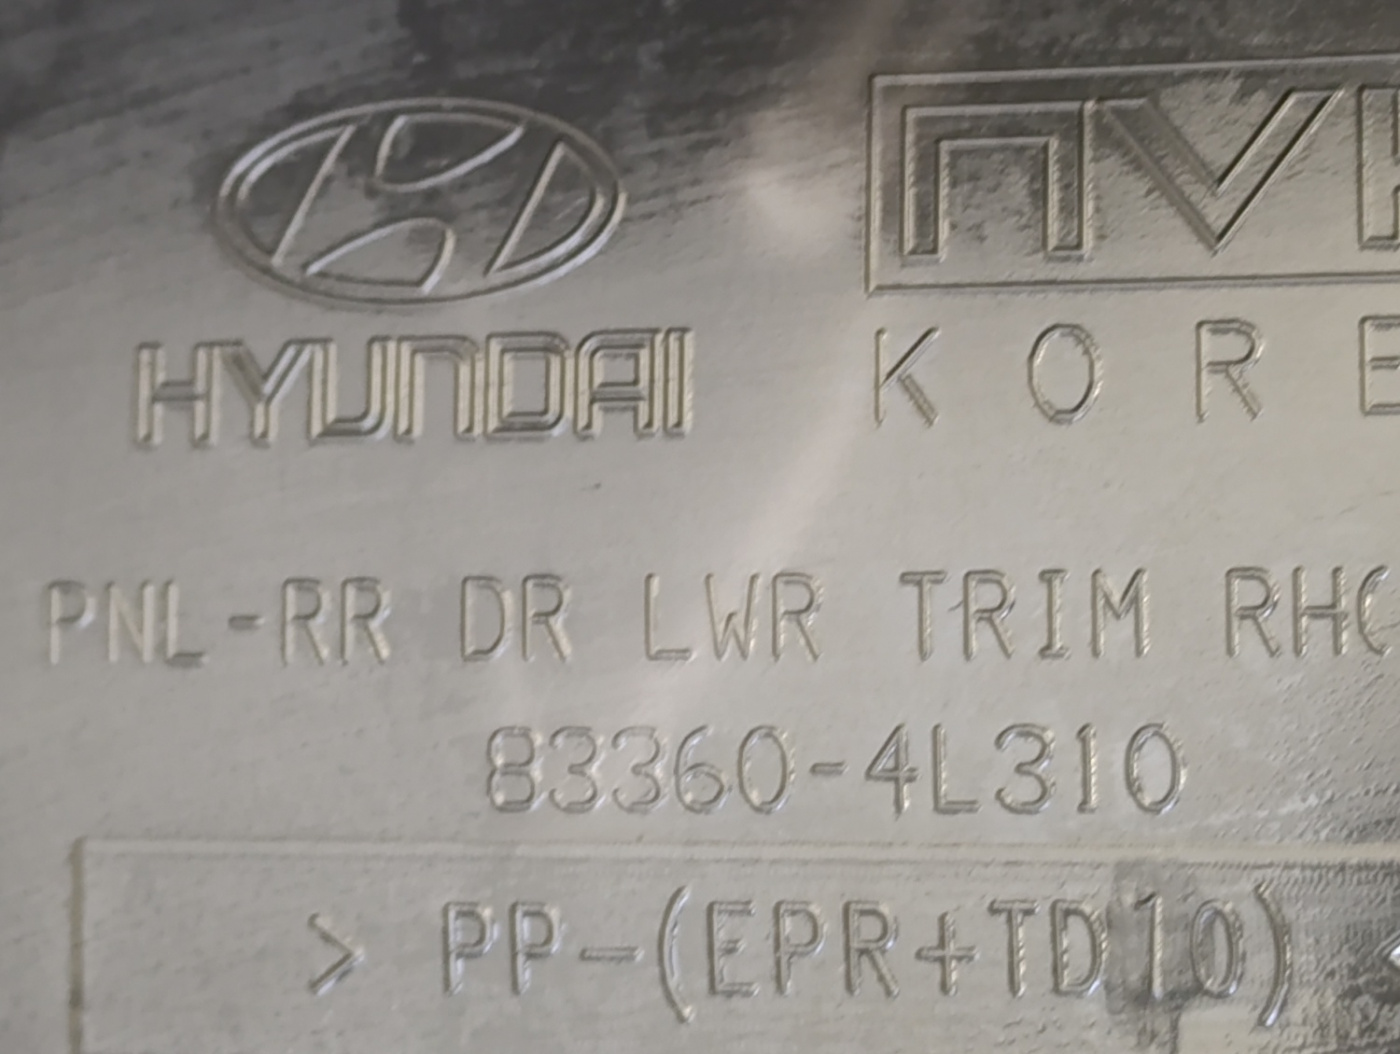 HYUNDAI
KORE
PNL-RR DR LWR TRIM RH
83360-4L310
> PP-(EPR+TD10) <